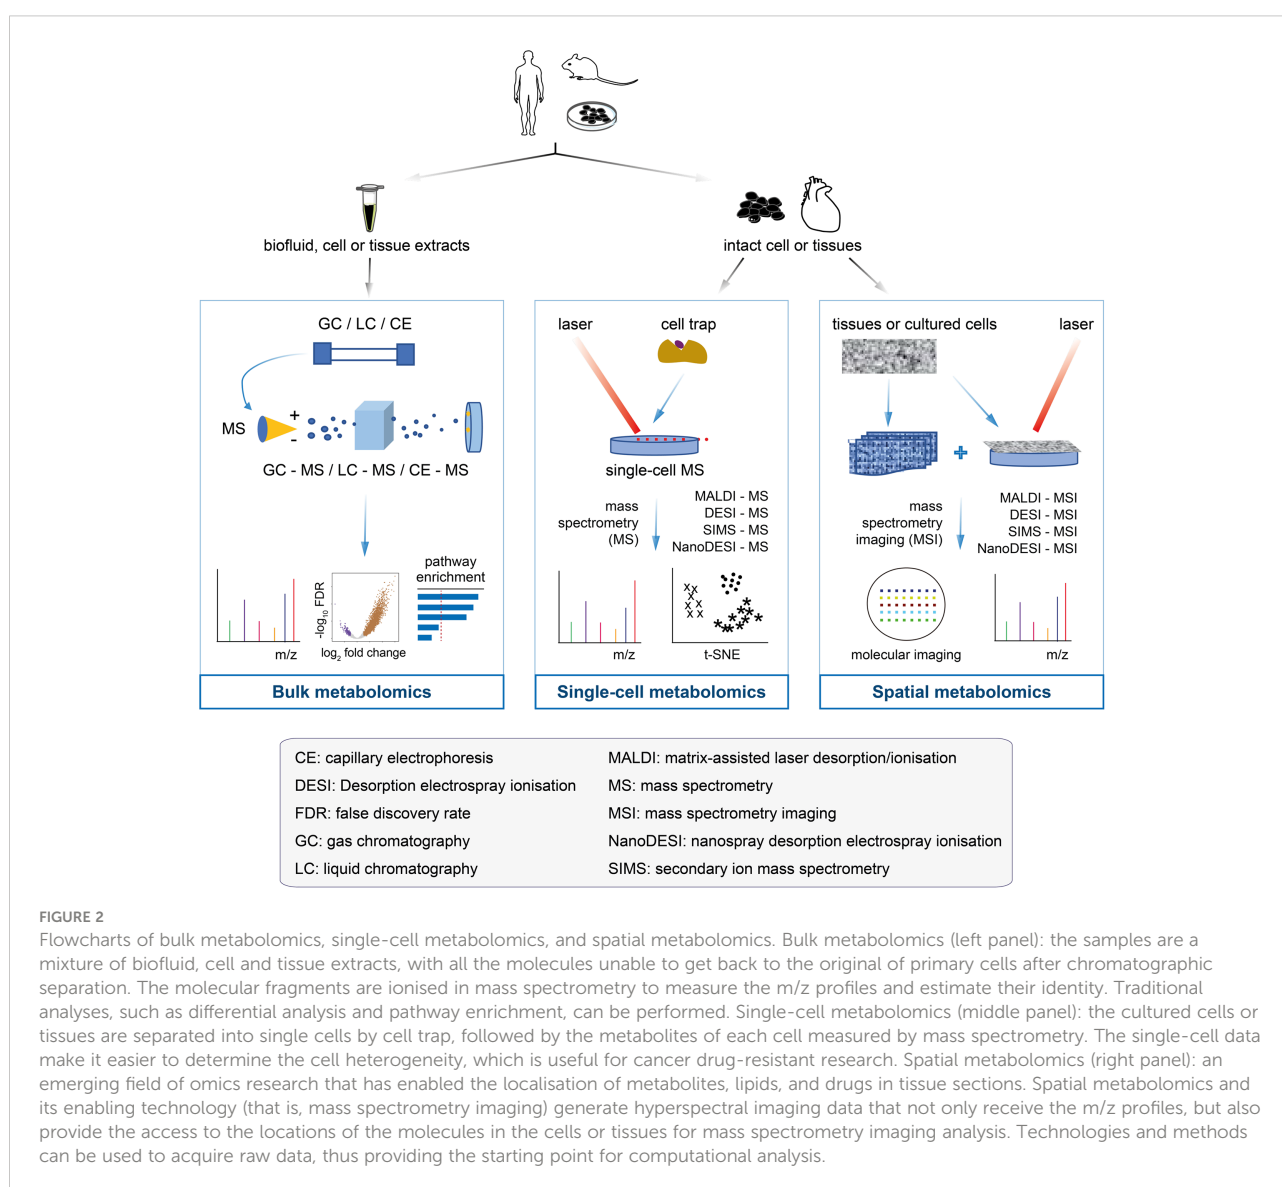 biofluid, cell or tissue extracts
intact cell or tissues
GC / LC / CE
MS
+
-
GC - MS / LC - MS / CE - MS
pathway
enrichment
-log10 FDR
m/z
log2 fold change
Bulk metabolomics
laser
cell trap
single-cell MS
mass
spectrometry
(MS)
MALDI - MS
DESI - MS
SIMS - MS
NanoDESI - MS
m/z
t-SNE
Single-cell metabolomics
tissues or cultured cells
laser
mass
spectrometry
imaging (MSI)
MALDI - MSI
DESI - MSI
SIMS - MSI
NanoDESI - MSI
molecular imaging
m/z
Spatial metabolomics
CE: capillary electrophoresis
DESI: Desorption electrospray ionisation
FDR: false discovery rate
GC: gas chromatography
LC: liquid chromatography
MALDI: matrix-assisted laser desorption/ionisation
MS: mass spectrometry
MSI: mass spectrometry imaging
NanoDESI: nanospray desorption electrospray ionisation
SIMS: secondary ion mass spectrometry
FIGURE 2
Flowcharts of bulk metabolomics, single-cell metabolomics, and spatial metabolomics. Bulk metabolomics (left panel): the samples are a
mixture of biofluid, cell and tissue extracts, with all the molecules unable to get back to the original of primary cells after chromatographic
separation. The molecular fragments are ionised in mass spectrometry to measure the m/z profiles and estimate their identity. Traditional
analyses, such as differential analysis and pathway enrichment, can be performed. Single-cell metabolomics (middle panel): the cultured cells or
tissues are separated into single cells by cell trap, followed by the metabolites of each cell measured by mass spectrometry. The single-cell data
make it easier to determine the cell heterogeneity, which is useful for cancer drug-resistant research. Spatial metabolomics (right panel): an
emerging field of omics research that has enabled the localisation of metabolites, lipids, and drugs in tissue sections. Spatial metabolomics and
its enabling technology (that is, mass spectrometry imaging) generate hyperspectral imaging data that not only receive the m/z profiles, but also
provide the access to the locations of the molecules in the cells or tissues for mass spectrometry imaging analysis. Technologies and methods
can be used to acquire raw data, thus providing the starting point for computational analysis.